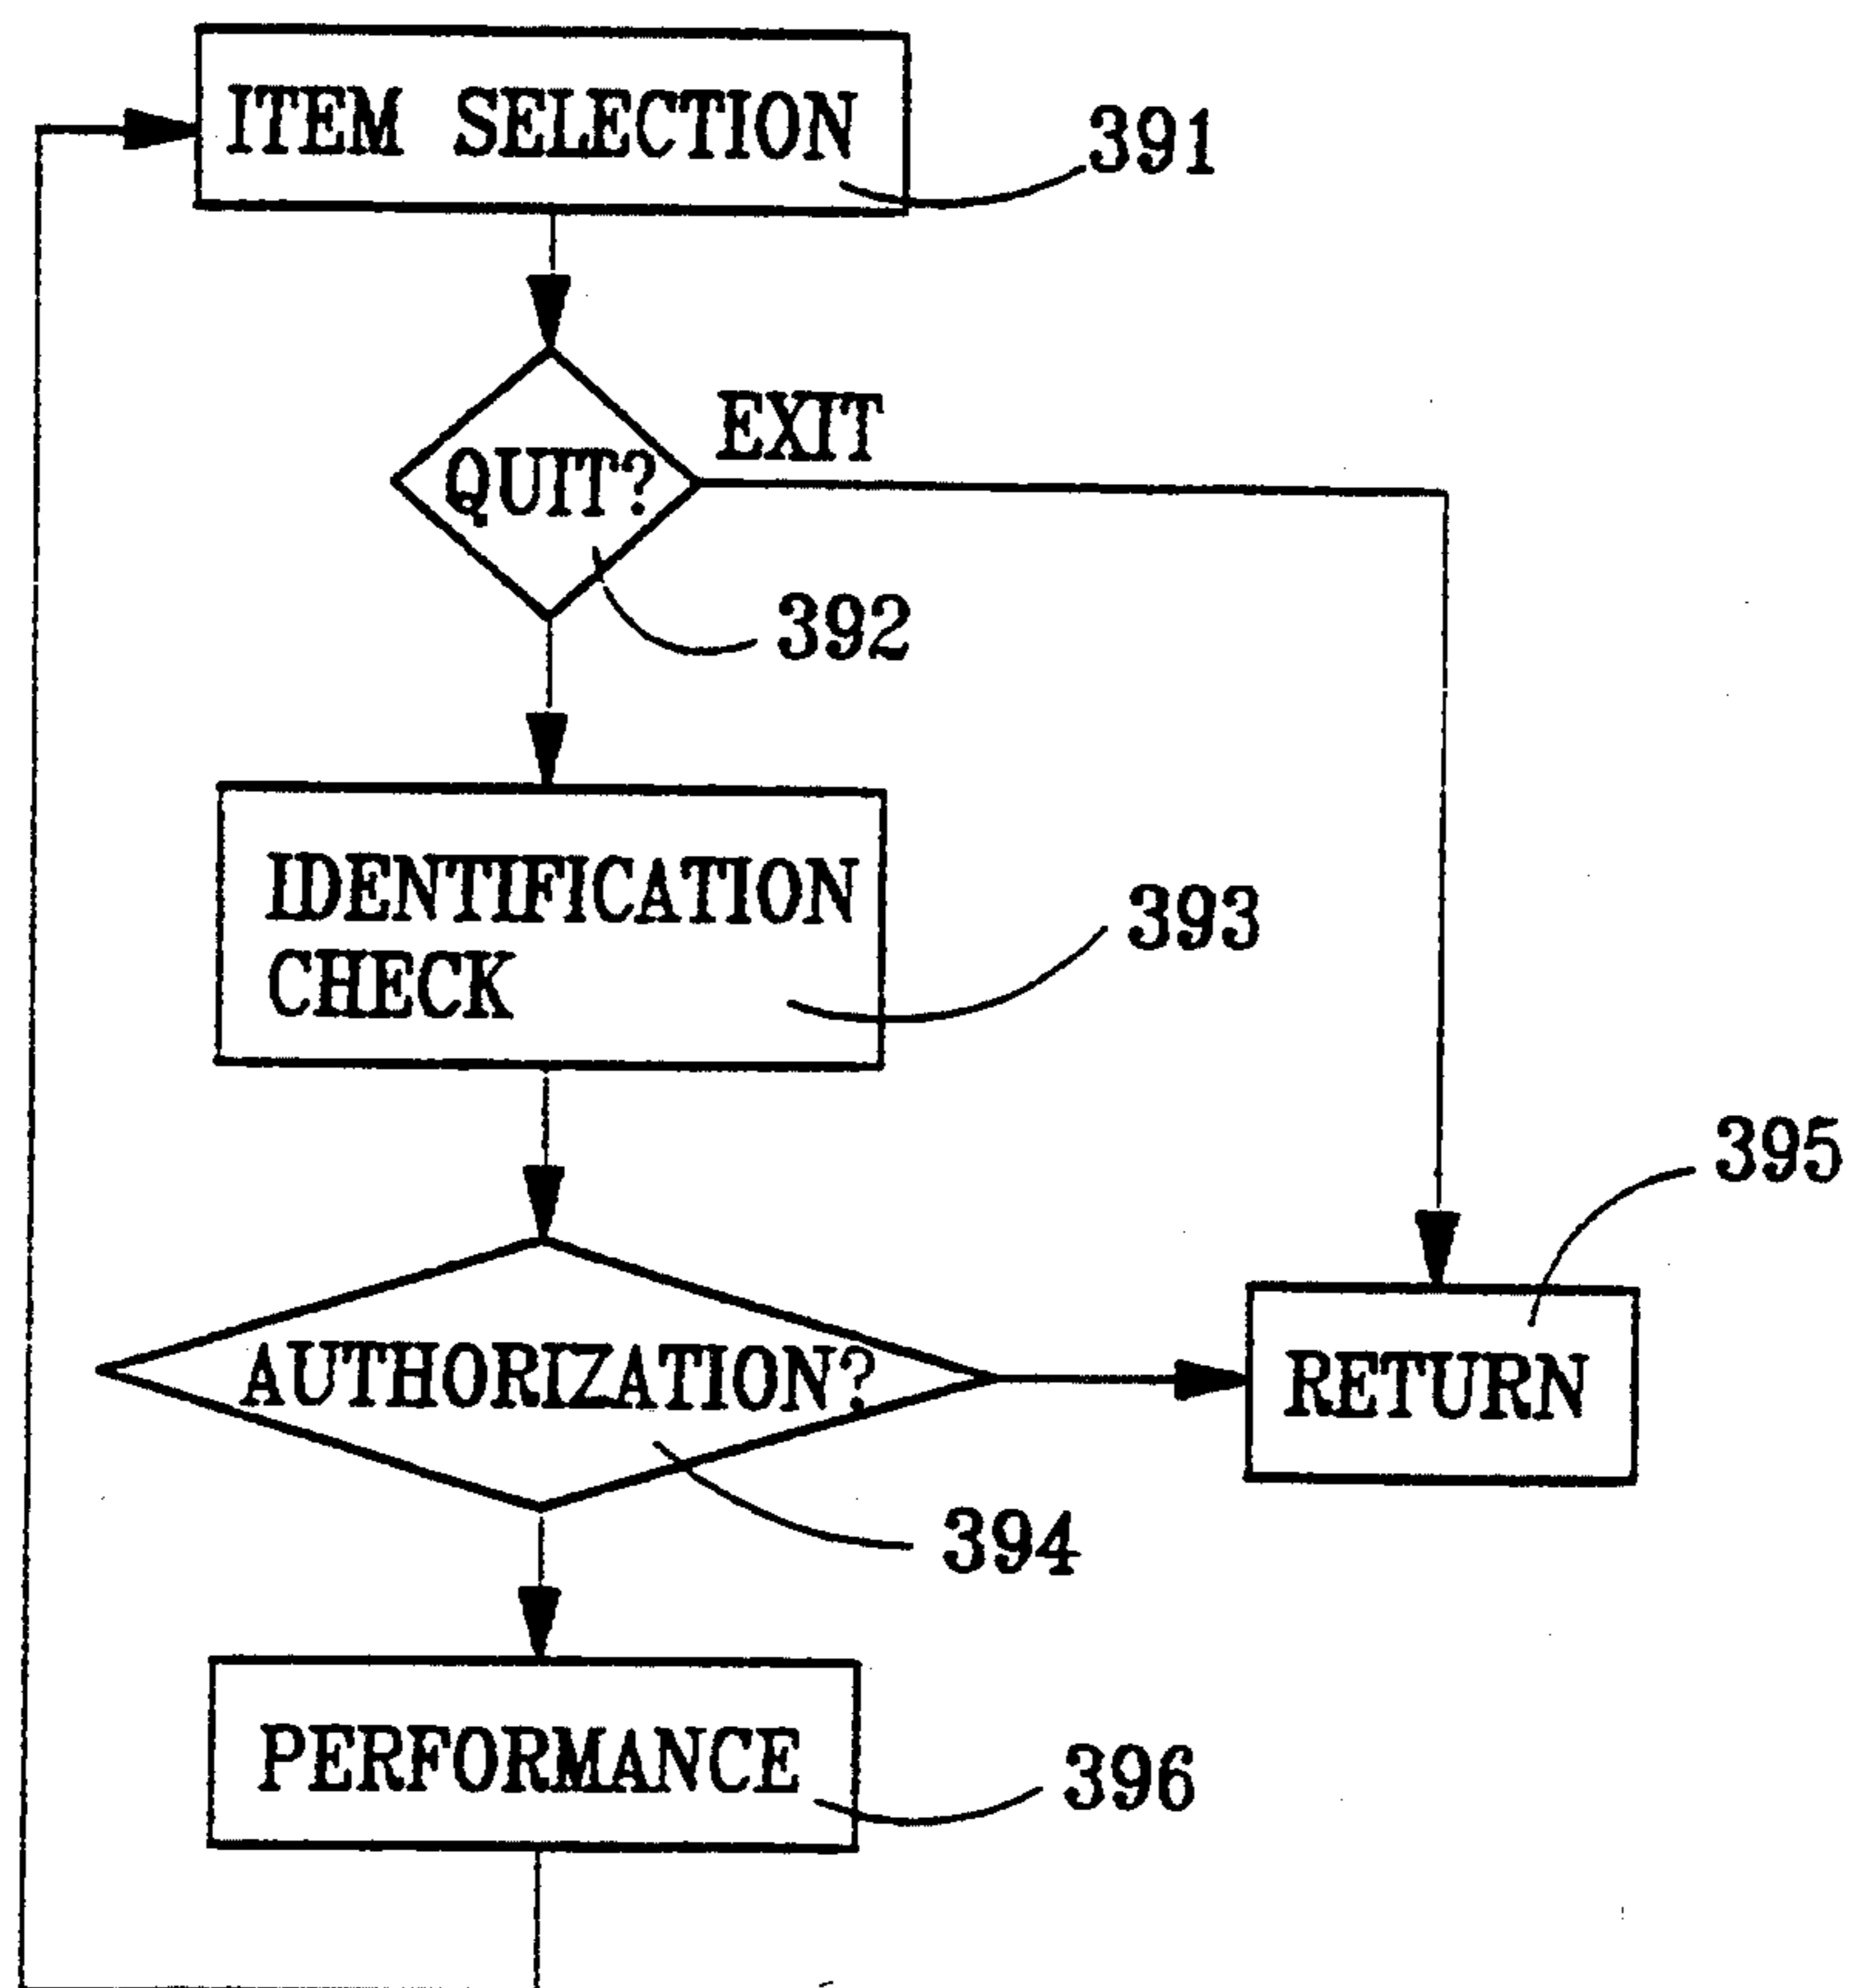 ITEM SELECTION
391
EXIT
QUIT?
392
IDENTIFICATION
CHECK
393
395
AUTHORIZATION?
RETURN
394
PERFORMANCE
396